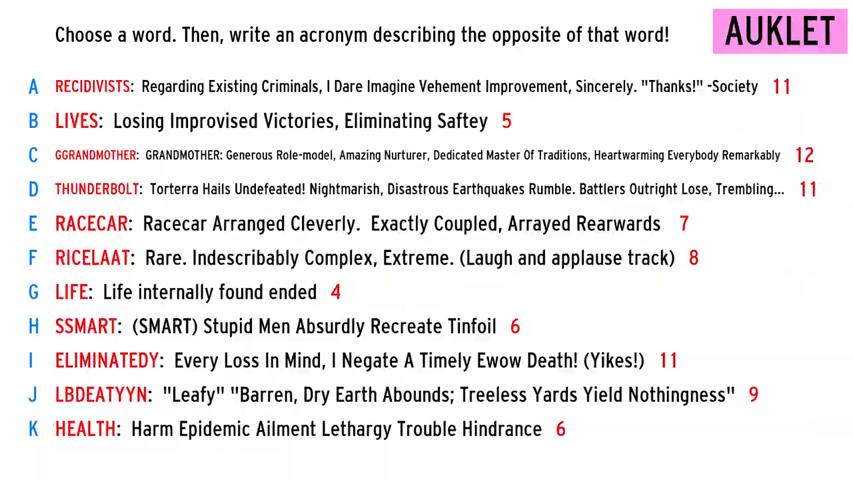 Choose a word. Then, write an acronym describing the opposite of that word!
AUKLET
A RECIDIVISTS: Regarding Existing Criminals, I Dare Imagine Vehement Improvement, Sincerely. "Thanks!" -Society 11
B LIVES: Losing Improvised Victories, Eliminating Saftey 5
C GGRANDMOTHER: GRANDMOTHER: Generous Role-model, Amazing Nurturer, Dedicated Master Of Traditions, Heartwarming Everybody Remarkably 12
D THUNDERBOLT: Torterra Hails Undefeated! Nightmarish, Disastrous Earthquakes Rumble. Battlers Outright Lose, Trembling... 11
E RACECAR: Racecar Arranged Cleverly. Exactly Coupled, Arrayed Rearwards 7
F RICELAAT: Rare. Indescribably Complex, Extreme. (Laugh and applause track) 8
G LIFE: Life internally found ended 4
H SSMART: (SMART) Stupid Men Absurdly Recreate Tinfoil 6
I ELIMINATEDY: Every Loss In Mind, I Negate A Timely Ewow Death! (Yikes!) 11
J LBDEATYYN: "Leafy" "Barren, Dry Earth Abounds; Treeless Yards Yield Nothingness" 9
K HEALTH: Harm Epidemic Ailment Lethargy Trouble Hindrance 6